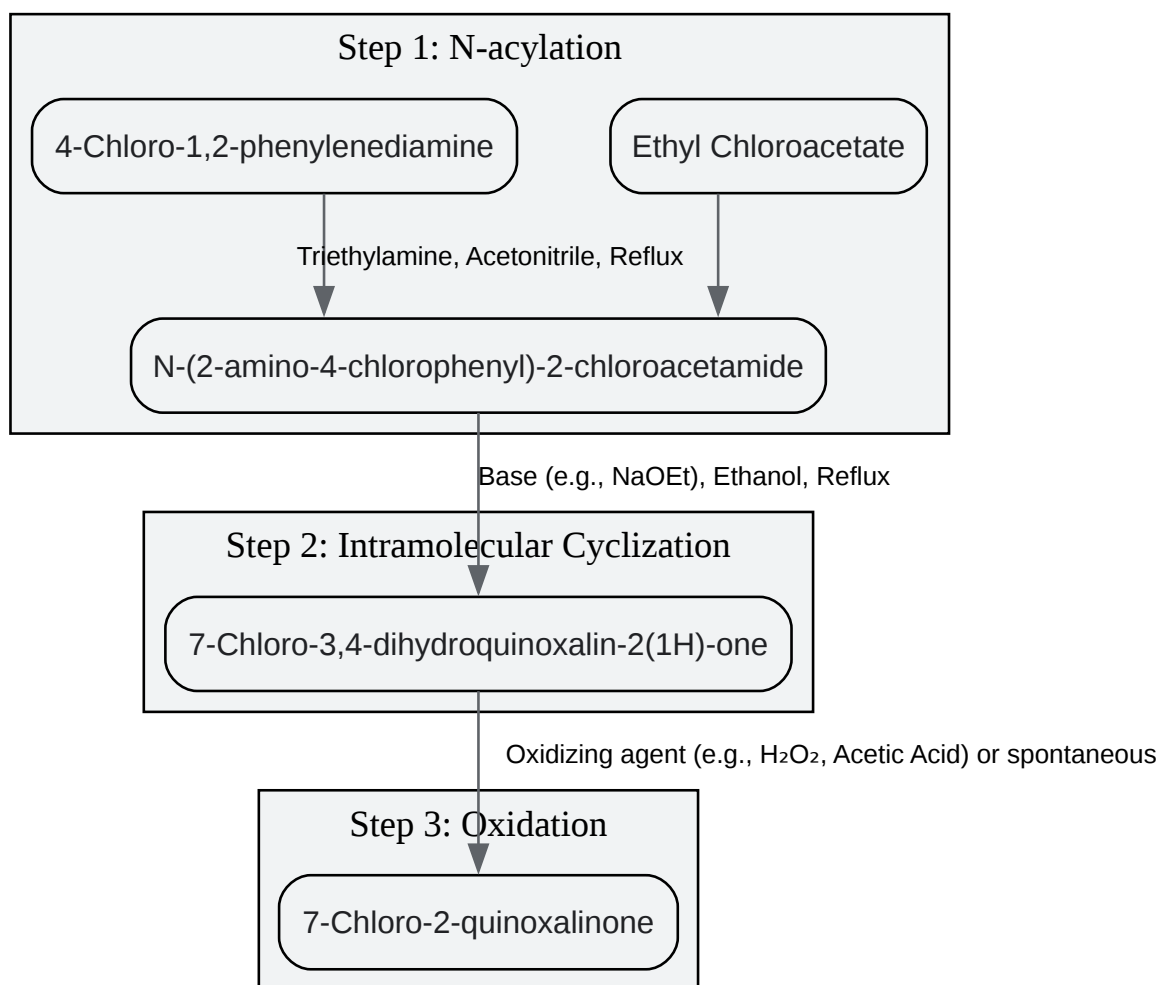 Step 1: N-acylation
4-Chloro-1,2-phenylenediamine
Ethyl Chloroacetate
Triethylamine, Acetonitrile, Reflux
N-(2-amino-4-chlorophenyl)-2-chloroacetamide
Base (e.g., NaOEt), Ethanol, Reflux
Step 2: Intramolecular Cyclization
7-Chloro-3,4-dihydroquinoxalin-2(1H)-one
Oxidizing agent (e.g., H₂O₂, Acetic Acid) or spontaneous
Step 3: Oxidation
7-Chloro-2-quinoxalinone